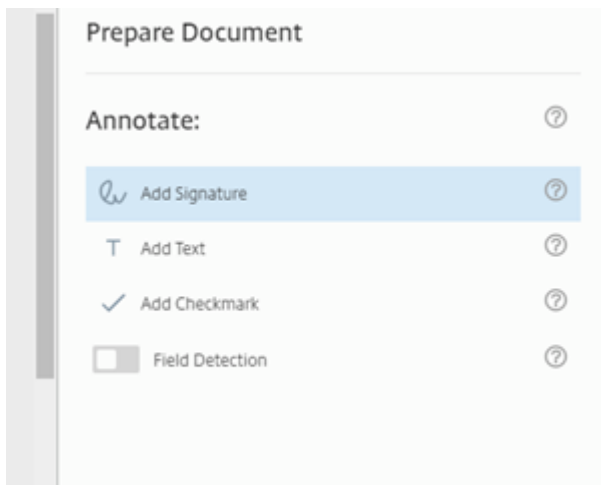 Prepare Document
Annotate:
Add Signature
Add Text
Add Checkmark
Field Detection